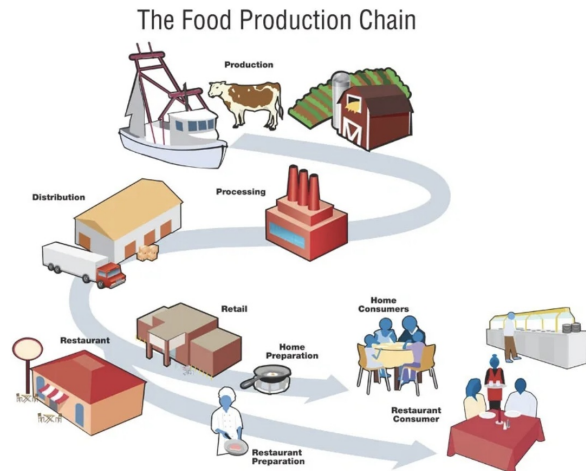 The Food Production Chain
Production
Processing
Distribution
Retail
Restaurant
Home
Preparation
Home
Consumers
Restaurant
Consumer
Restaurant
Preparation